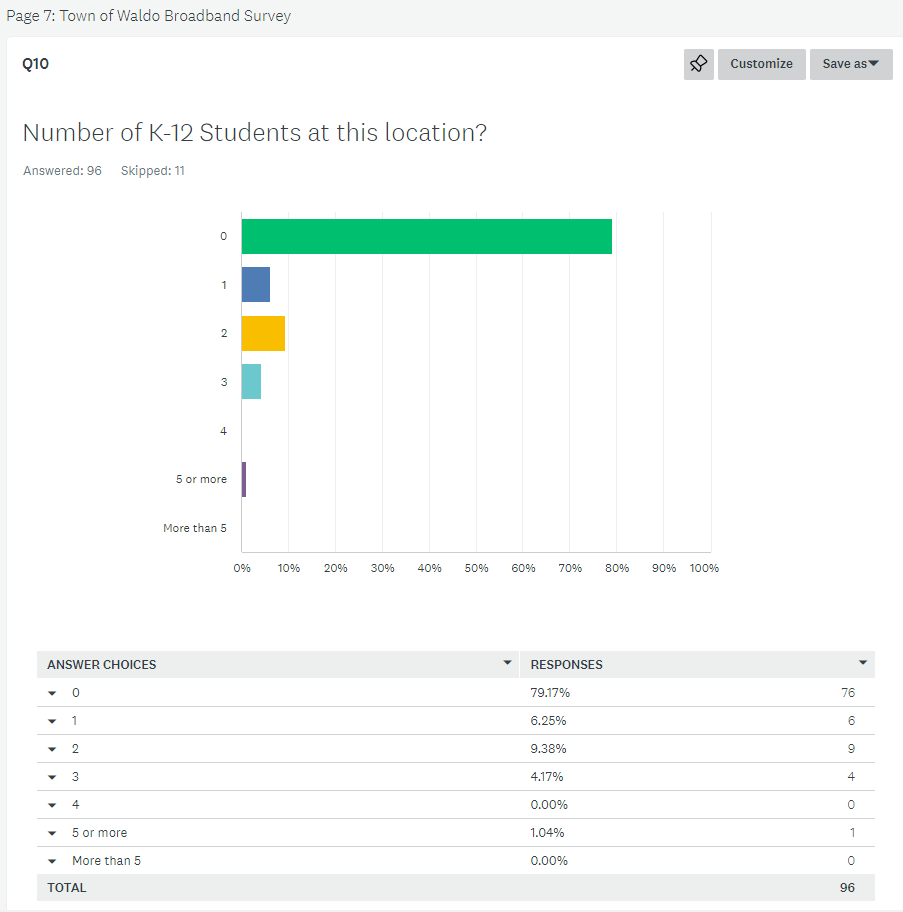 Page 7: Town of Waldo Broadband Survey
Q10
Customize
Save as
Number of K-12 Students at this location?
Answered: 96 Skipped: 11
0
1
2
3
4
5 or more
More than 5
0% 10% 20% 30% 40% 50% 60% 70% 80% 90% 100%
ANSWER CHOICES RESPONSES
0 79.17% 76
1 6.25% 6
2 9.38% 9
3 4.17% 4
4 0.00% 0
5 or more 1.04% 1
More than 5 0.00% 0
TOTAL 96